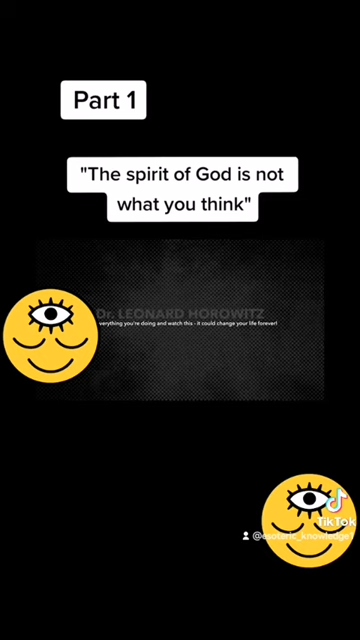 Part 1
"The spirit of God is not
what you think"
Dr. LEONARD HOROWITZ
verything you're doing and watch this - it could change your life forever!
TikTok
@esoteric_knowledge1